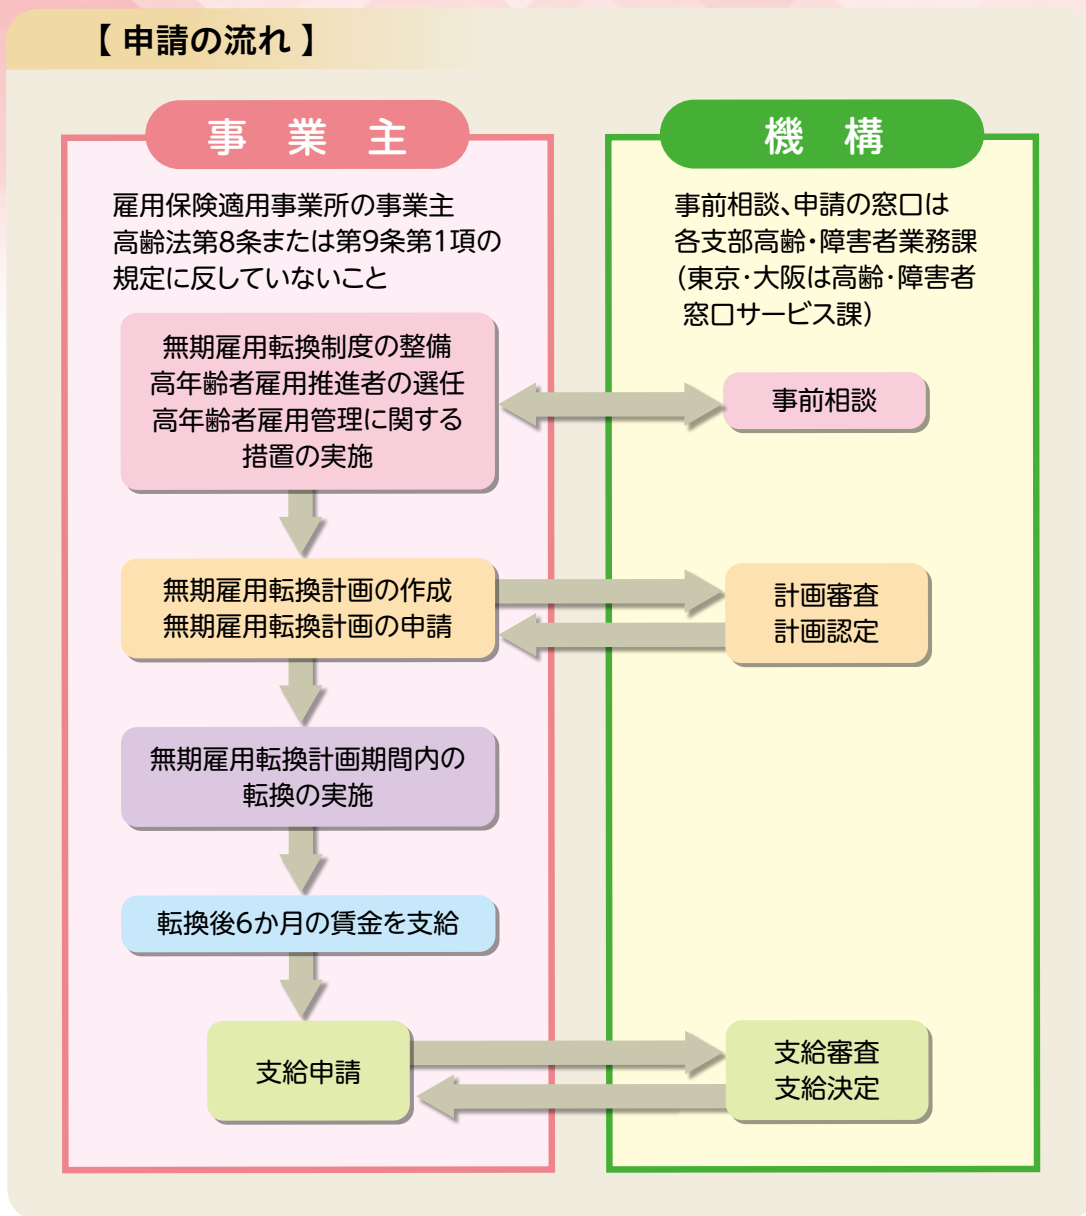 【 申請の流れ 】
事 業 主
雇用保険適用事業所の事業主
高齢法第8条または第9条第1項の
規定に反していないこと
無期雇用転換制度の整備
高年齢者雇用推進者の選任
高年齢者雇用管理に関する
措置の実施
無期雇用転換計画の作成
無期雇用転換計画の申請
無期雇用転換計画期間内の
転換の実施
転換後6か月の賃金を支給
支給申請
機 構
事前相談、申請の窓口は
各支部高齢・障害者業務課
(東京・大阪は高齢・障害者
窓口サービス課)
事前相談
計画審査
計画認定
支給審査
支給決定